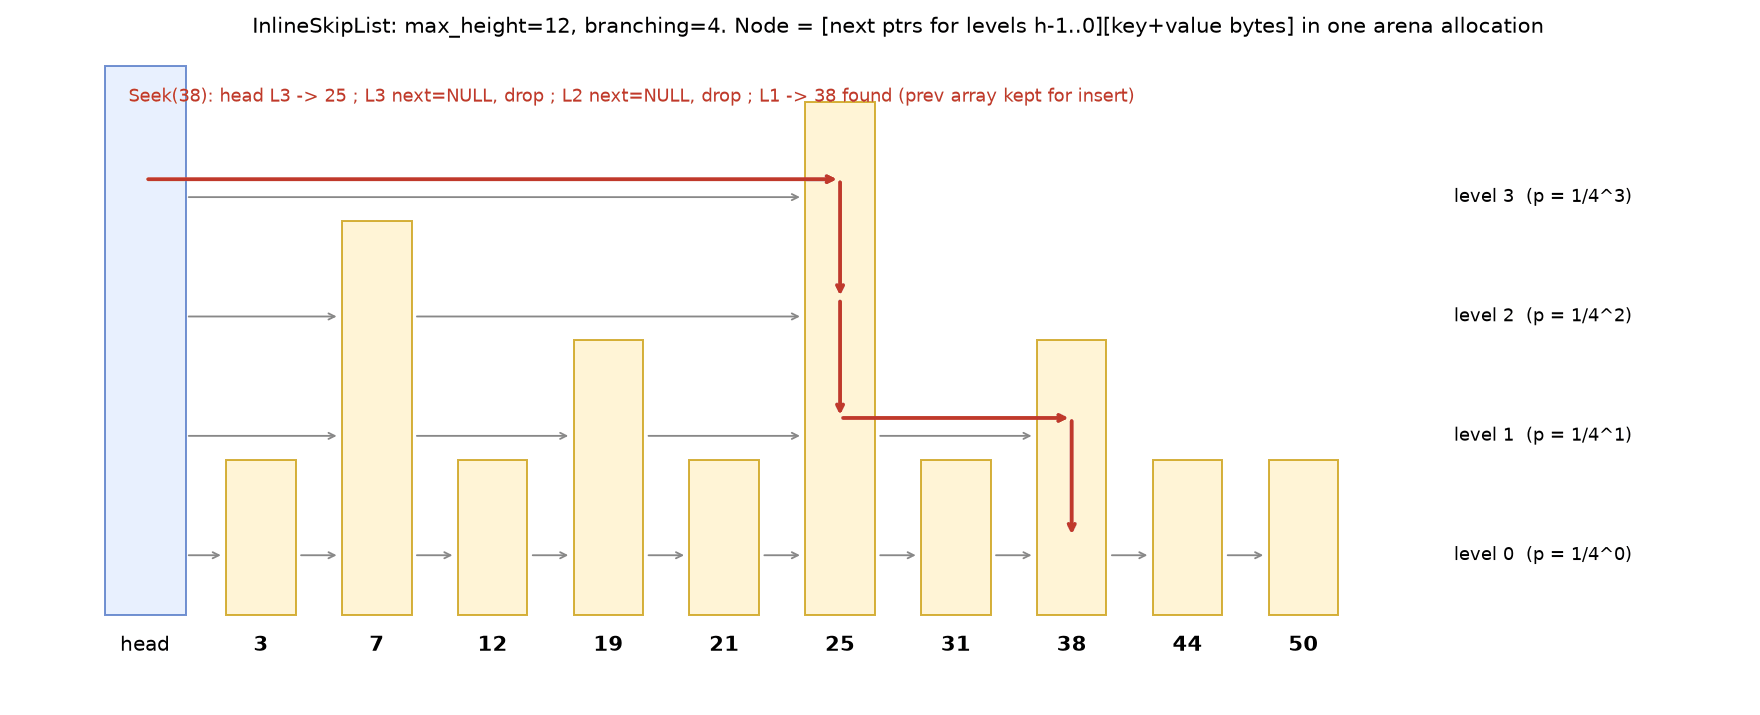 InlineSkipList: max_height=12, branching=4. Node = [next ptrs for levels h-1..0][key+value bytes] in one arena allocation
Seek(38): head L3 -> 25 ; L3 next=NULL, drop ; L2 next=NULL, drop ; L1 -> 38 found (prev array kept for insert)
level 3  (p = 1/4^3)
level 2  (p = 1/4^2)
level 1  (p = 1/4^1)
level 0  (p = 1/4^0)
head 3 7 12 19 21 25 31 38 44 50